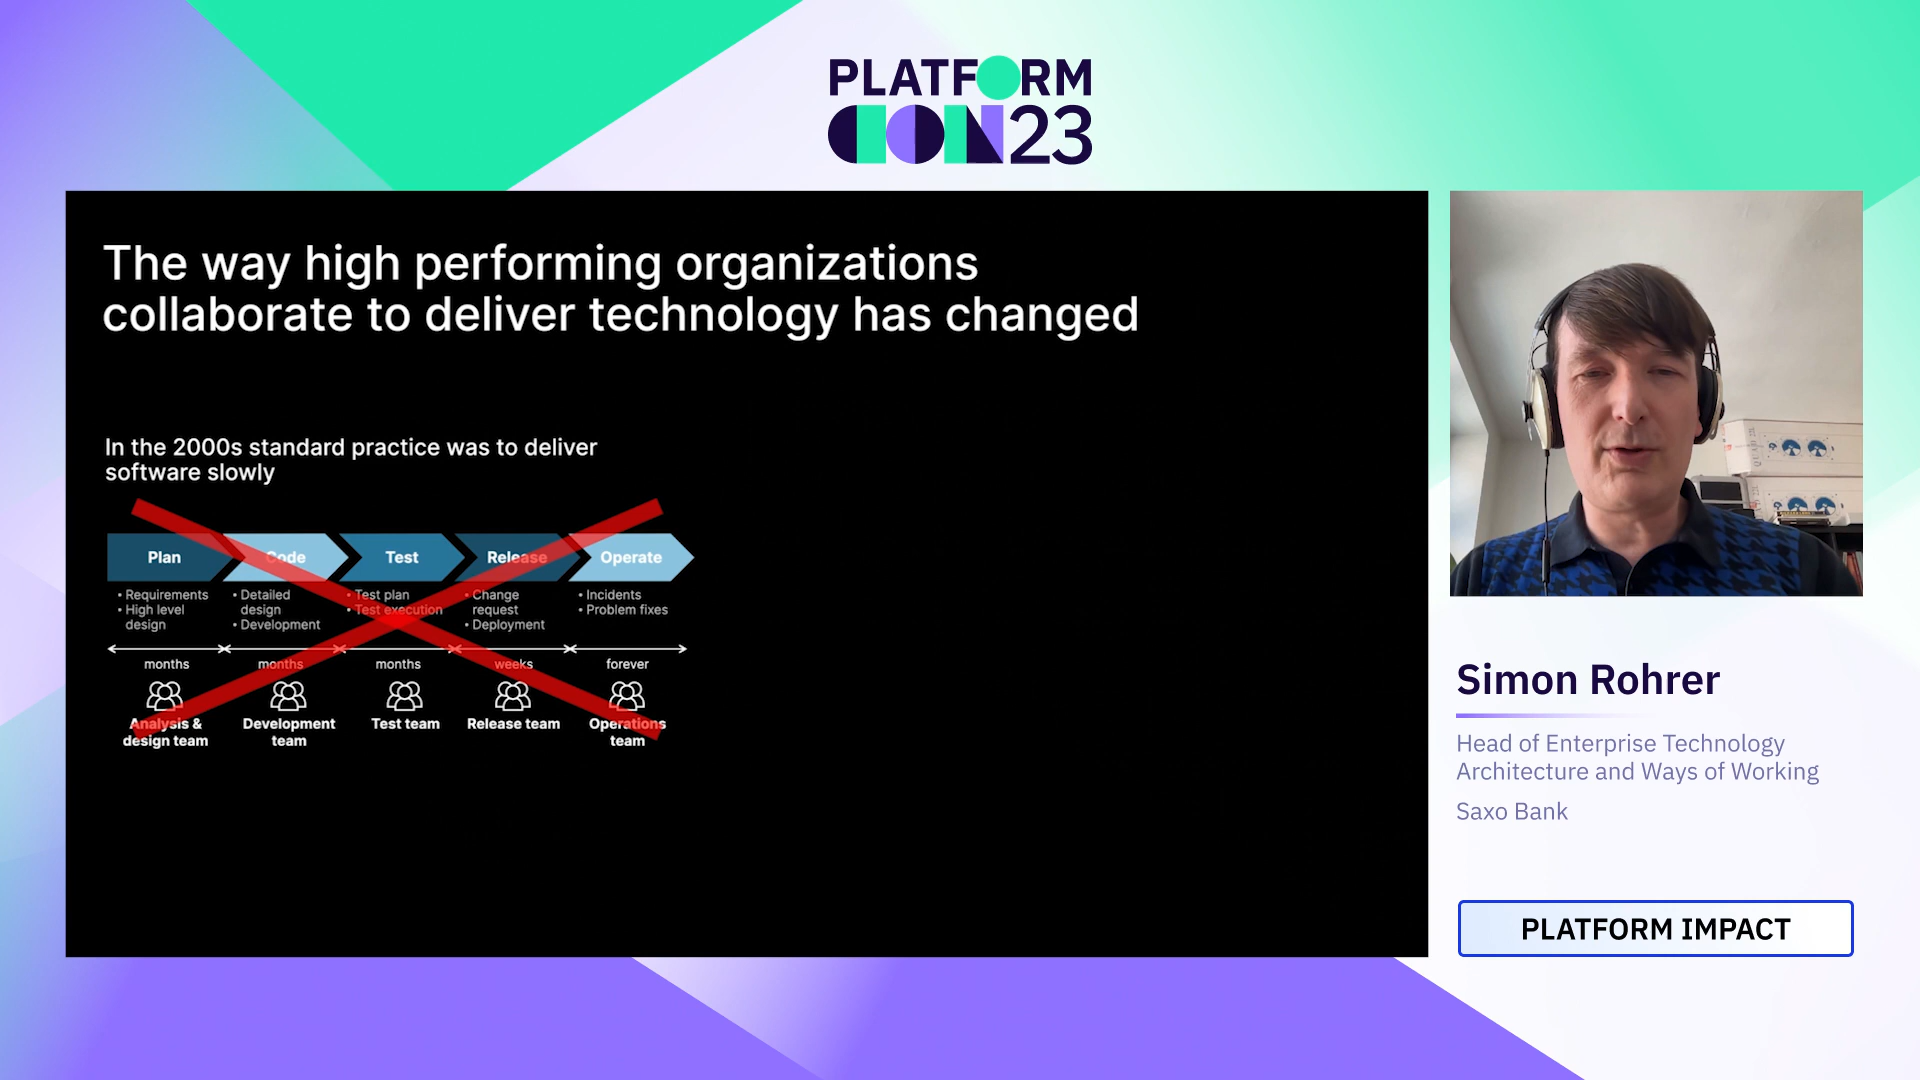 PLATFORM
CON23
The way high performing organizations
collaborate to deliver technology has changed
In the 2000s standard practice was to deliver
software slowly
Plan
Code
Test
Release
Operate
• Requirements
• High level
design
• Detailed
design
• Development
• Test plan
• Test execution
• Change
request
• Deployment
• Incidents
• Problem fixes
months
months
months
weeks
forever
Analysis &
design team
Development
team
Test team
Release team
Operations
team
Simon Rohrer
Head of Enterprise Technology
Architecture and Ways of Working
Saxo Bank
PLATFORM IMPACT